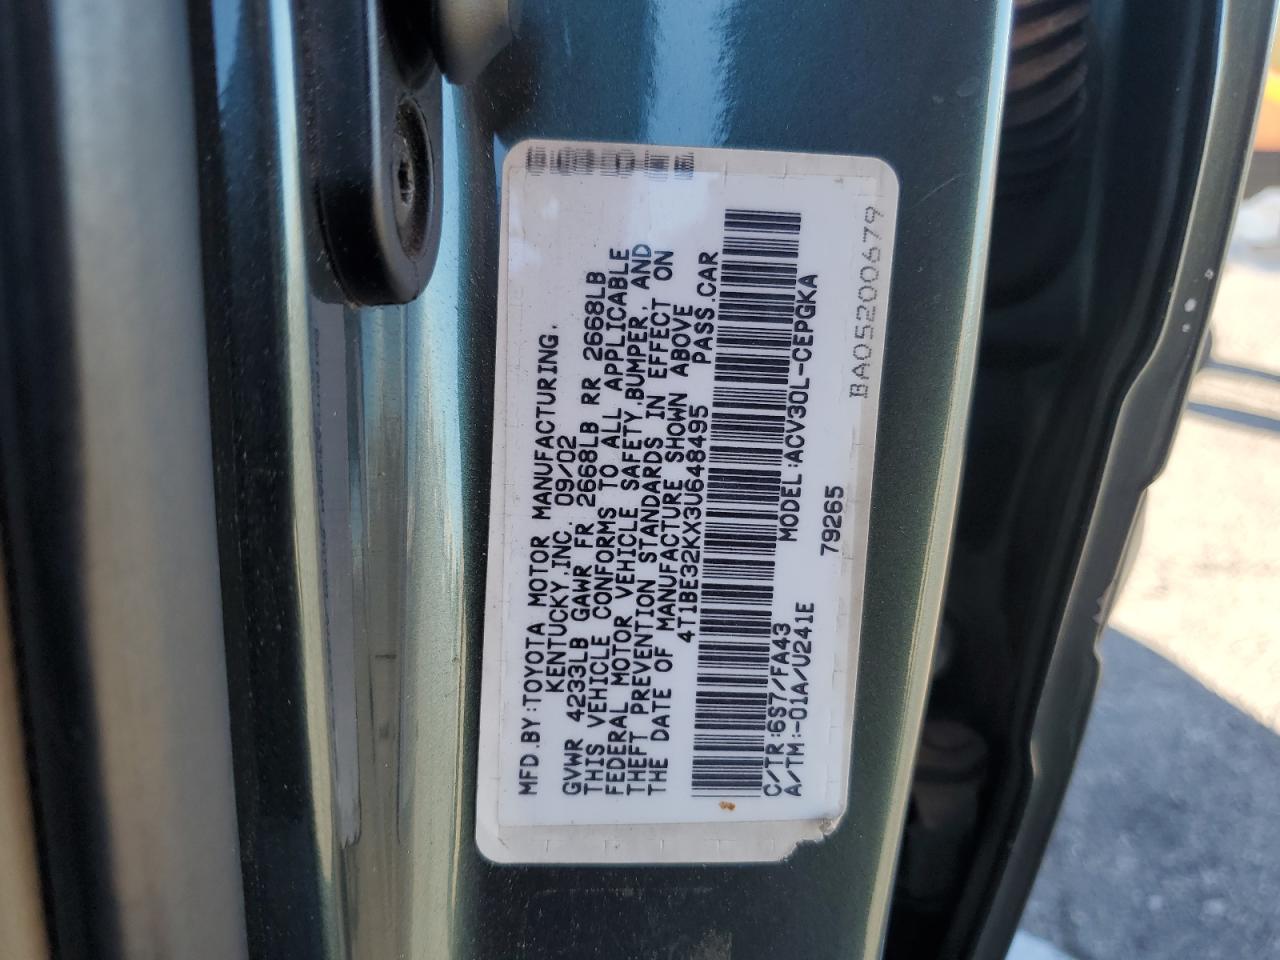 MFD.BY:TOYOTA MOTOR MANUFACTURING.
KENTUCKY,INC. 09/02
GVWR 4233LB GAWR FR 2668LB RR 2668LB
THIS VEHICLE CONFORMS TO ALL APPLICABLE
FEDERAL MOTOR VEHICLE SAFETY,BUMPER, AND
THEFT PREVENTION STANDARDS IN EFFECT ON
THE DATE OF MANUFACTURE SHOWN ABOVE
4T1BE32KX3U648495 PASS.CAR
C/TR:6S7/FA43 MODEL:ACV30L-CEPGKA
A/TM:-01A/U241E
79265
BA05200679